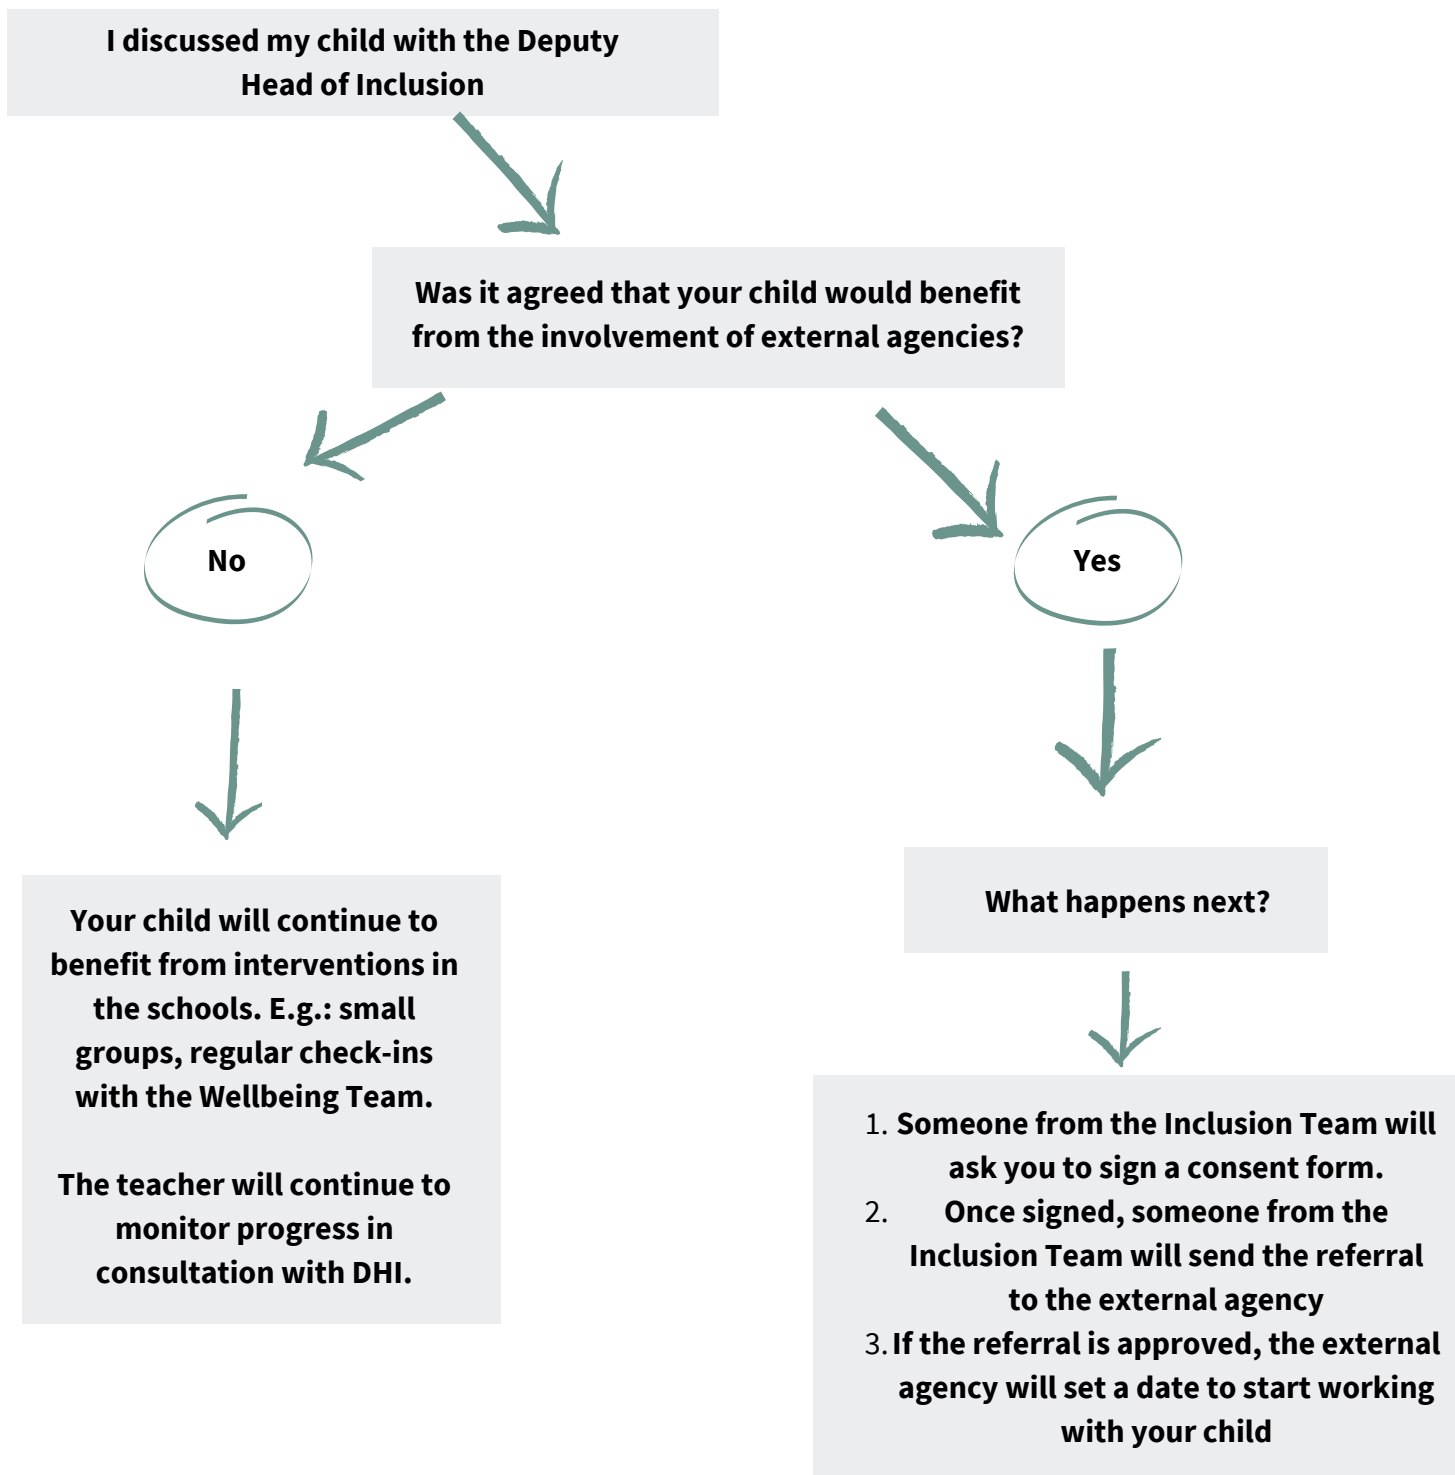 I discussed my child with the Deputy
Head of Inclusion
Was it agreed that your child would benefit
from the involvement of external agencies?
No
Yes
Your child will continue to
benefit from interventions in
the schools. E.g.: small
groups, regular check-ins
with the Wellbeing Team.
The teacher will continue to
monitor progress in
consultation with DHI.
What happens next?
1. Someone from the Inclusion Team will
ask you to sign a consent form.
2. Once signed, someone from the
Inclusion Team will send the referral
to the external agency
3. If the referral is approved, the external
agency will set a date to start working
with your child